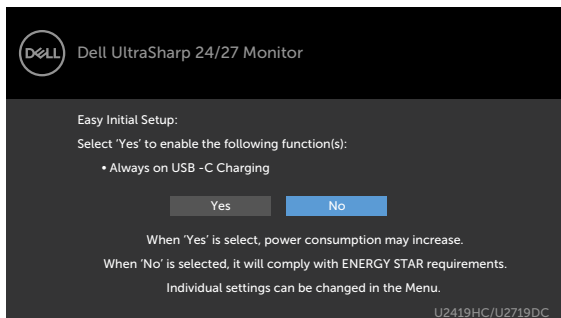 DELL
Dell UltraSharp 24/27 Monitor
Easy Initial Setup:
Select ‘Yes’ to enable the following function(s):
• Always on USB -C Charging
Yes
No
When ‘Yes’ is select, power consumption may increase.
When ‘No’ is selected, it will comply with ENERGY STAR requirements.
Individual settings can be changed in the Menu.
U2419HC/U2719DC